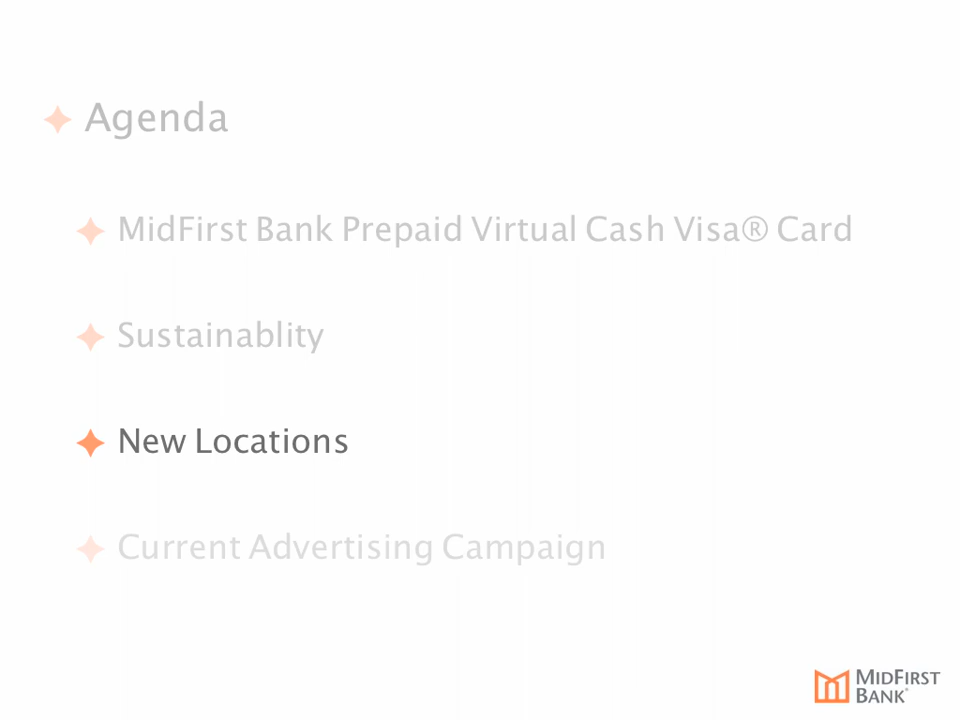 Agenda
MidFirst Bank Prepaid Virtual Cash Visa® Card
Sustainablity
New Locations
Current Advertising Campaign
MIDFIRST
BANK®